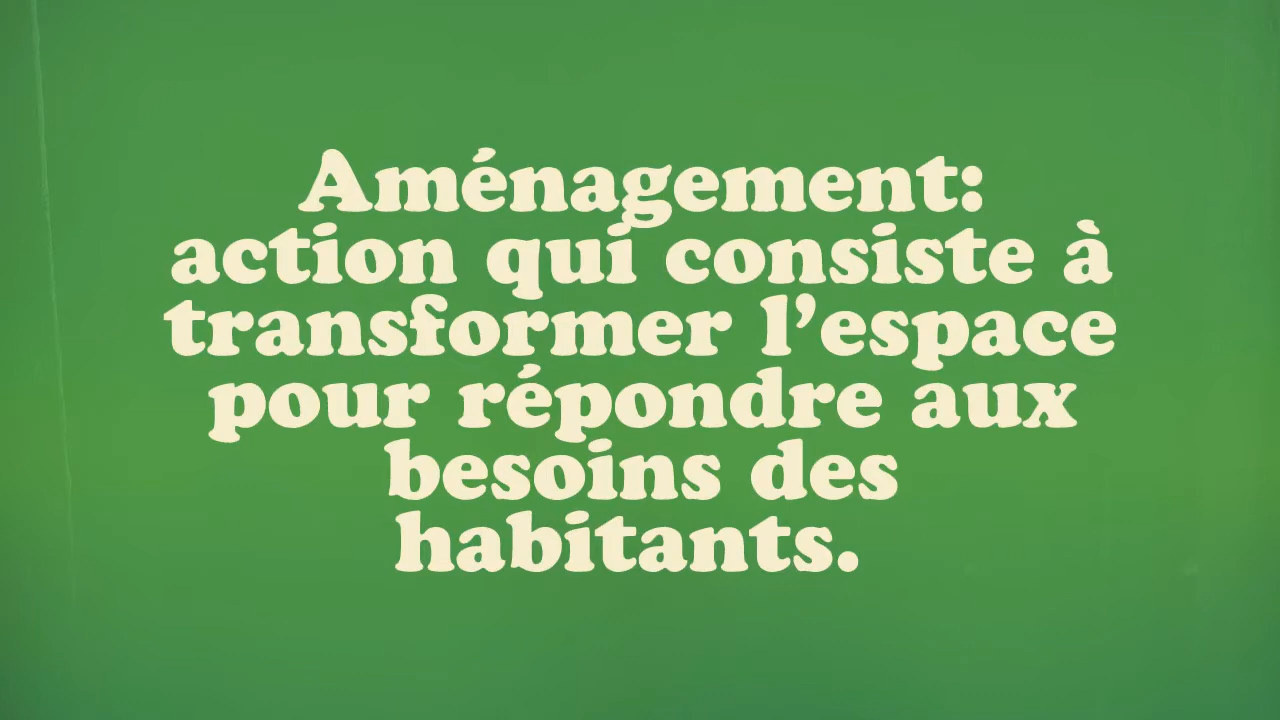 Aménagement:
action qui consiste à
transformer l’espace
pour répondre aux
besoins des
habitants.